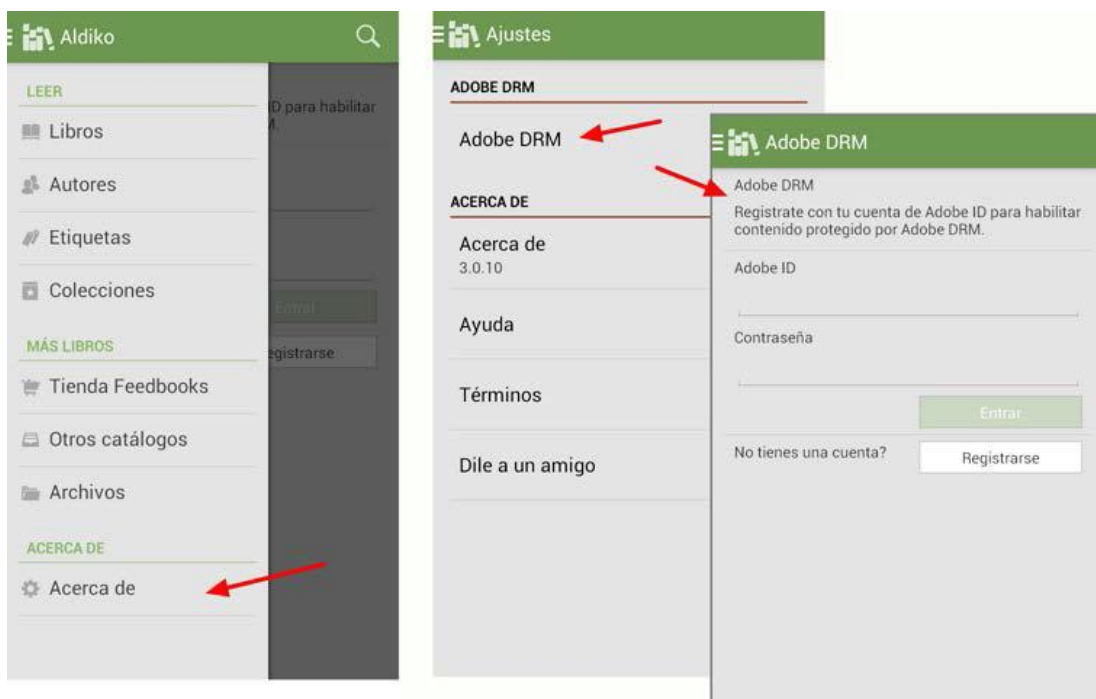 Aldiko
LEER
ID para habilitar
Libros
Autores
Etiquetas
Colecciones
Entrar
MÁS LIBROS
egistrarse
Tienda Feedbooks
Otros catálogos
Archivos
ACERCA DE
Acerca de
Ajustes
ADOBE DRM
Adobe DRM
ACERCA DE
Acerca de
3.0.10
Ayuda
Términos
Dile a un amigo
Adobe DRM
Adobe DRM
Registrate con tu cuenta de Adobe ID para habilitar
contenido protegido por Adobe DRM.
Adobe ID
Contraseña
Entrar
No tienes una cuenta?
Registrarse